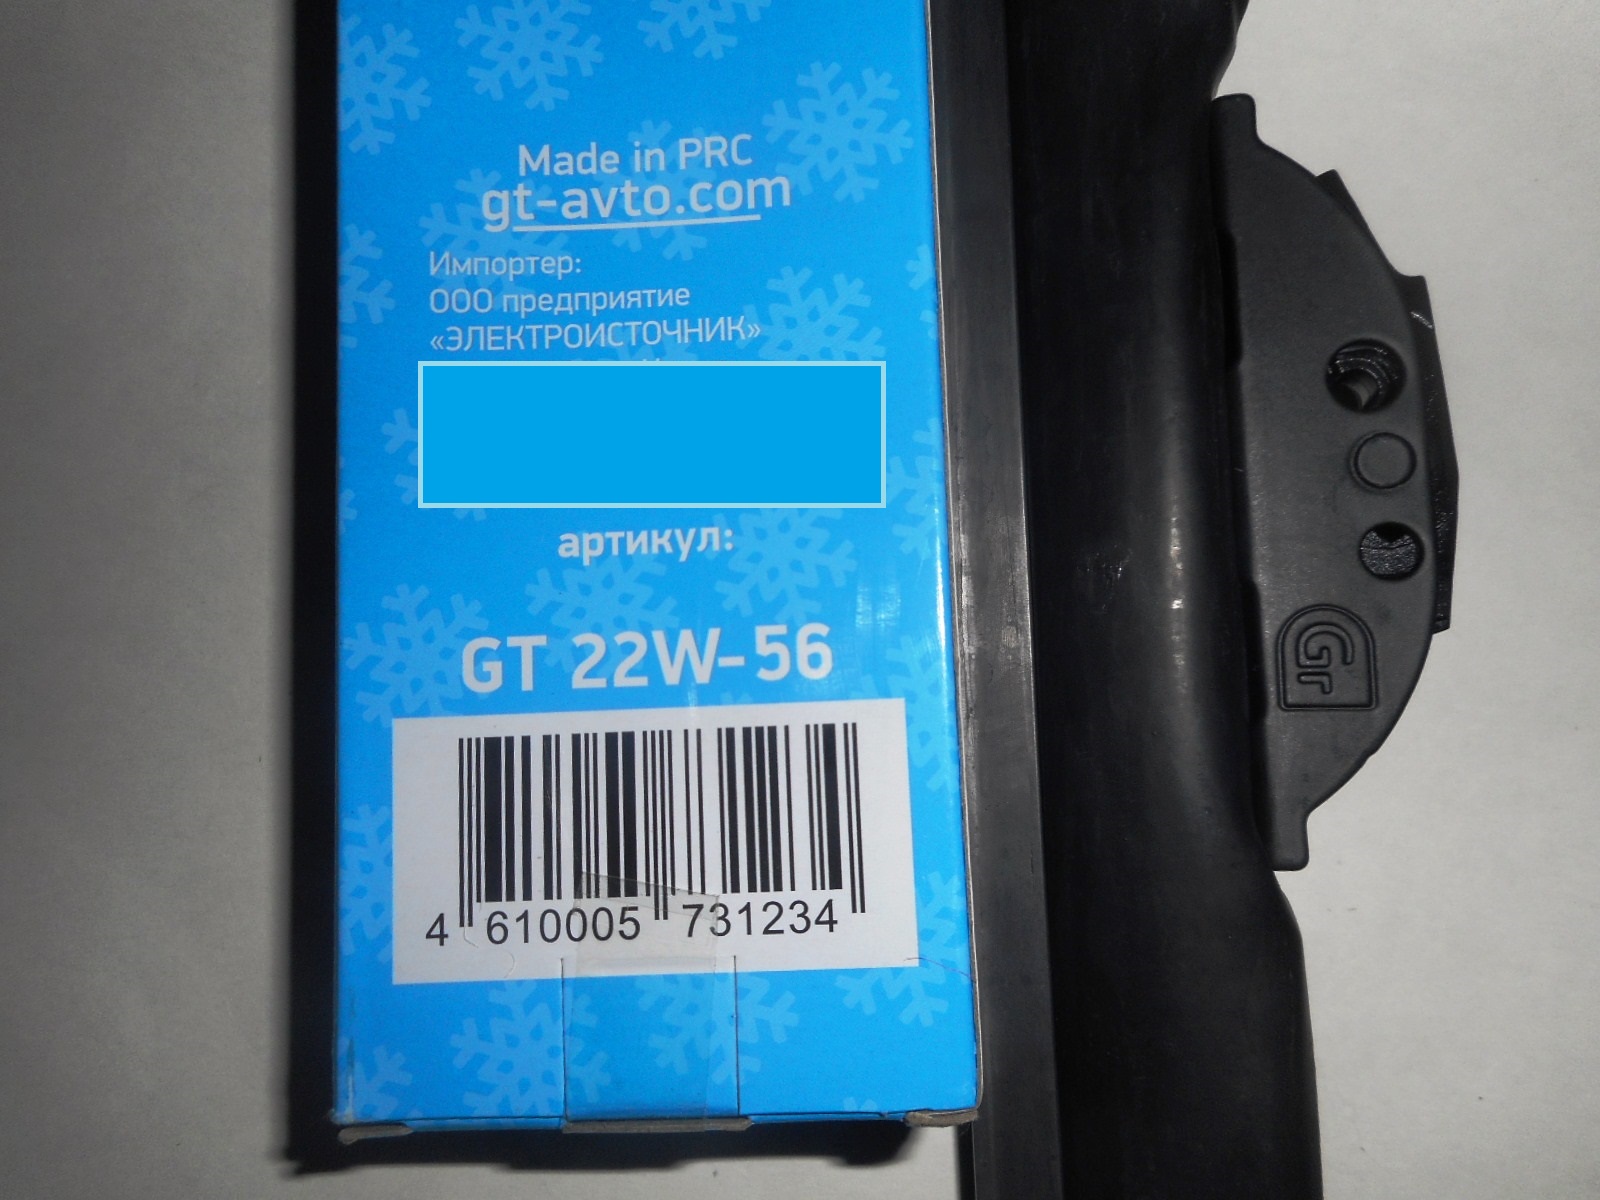 Made in PRC
gt-avto.com
Импортер:
ООО предприятие
«ЭЛЕКТРОИСТОЧНИК»
артикул:
GT 22W-56
4 610005 731234
GT